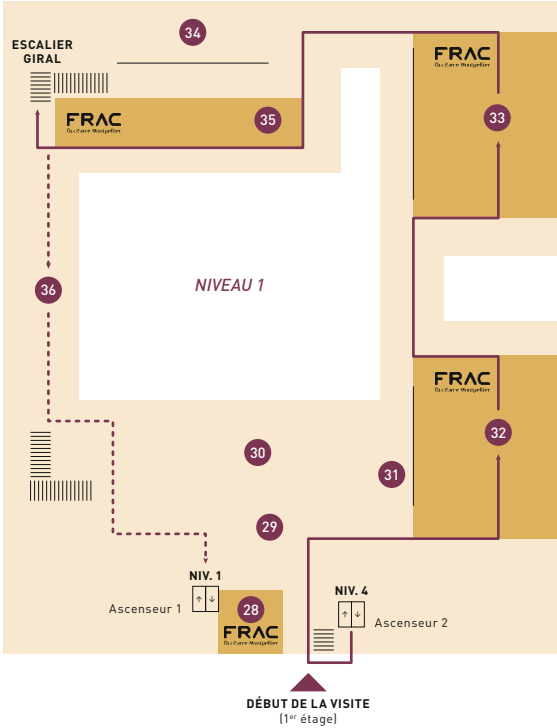 34
ESCALIER
GIRAL
FRAC
Occitanie Montpellier
35
FRAC
Occitanie Montpellier
33
36
NIVEAU 1
FRAC
Occitanie Montpellier
32
30
31
29
NIV. 1
↑ ↓
Ascenseur 1
28
FRAC
Occitanie Montpellier
NIV. 4
↑ ↓
Ascenseur 2
DÉBUT DE LA VISITE
(1er étage)